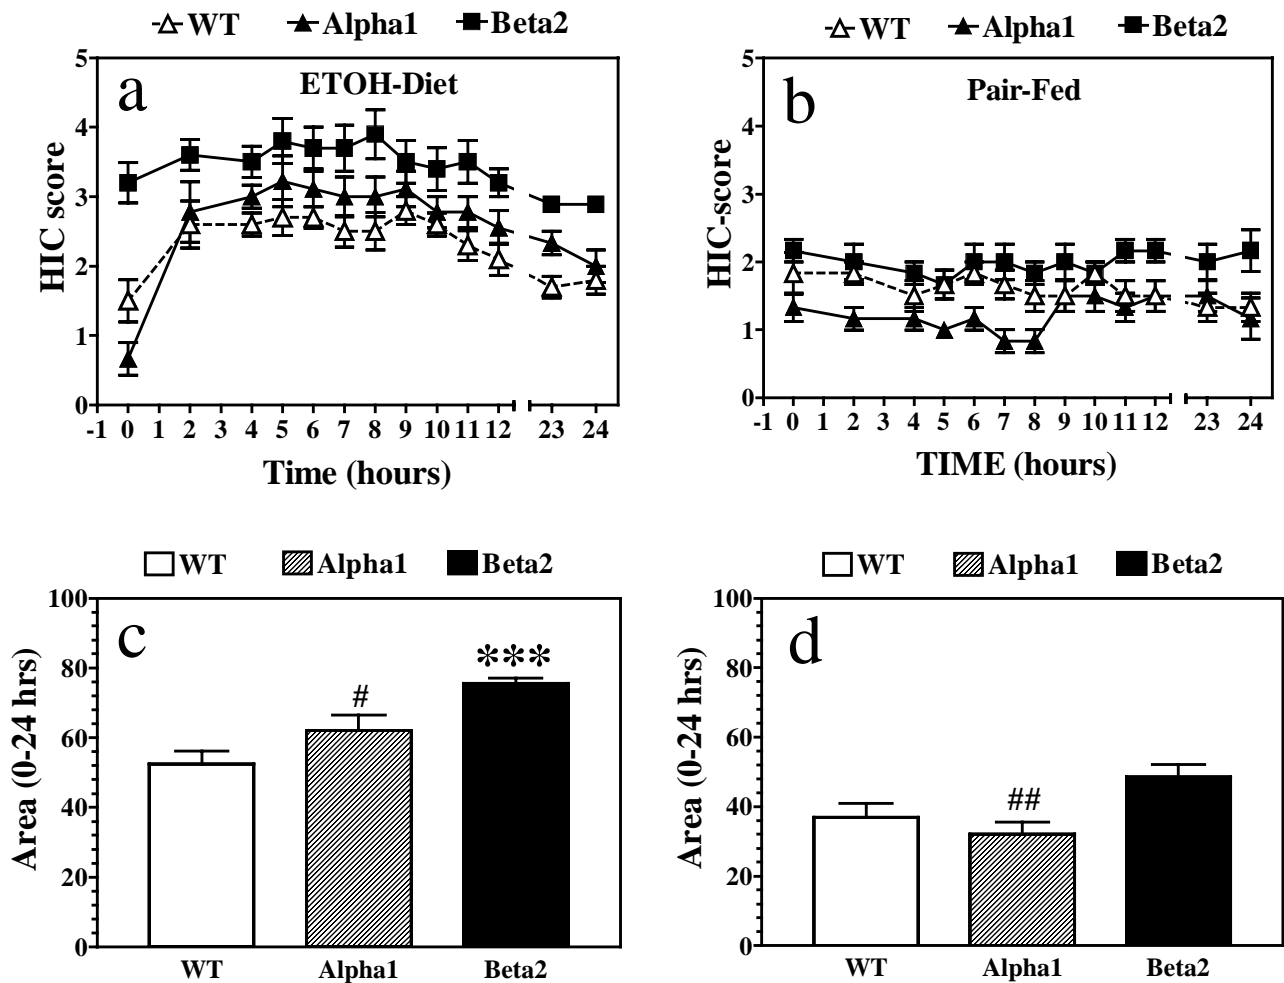 WT Alpha1 Beta2
a ETOH-Diet
HIC score
5
4
3
2
1
0
-1 0 1 2 3 4 5 6 7 8 9 10 11 12 23 24
Time (hours)
WT Alpha1 Beta2
b Pair-Fed
HIC-score
5
4
3
2
1
0
-1 0 1 2 3 4 5 6 7 8 9 10 11 12 23 24
TIME (hours)
WT Alpha1 Beta2
c
Area (0-24 hrs)
100
80
60
40
20
0
# ***
WT Alpha1 Beta2
WT Alpha1 Beta2
d
Area (0-24 hrs)
100
80
60
40
20
0
##
WT Alpha1 Beta2